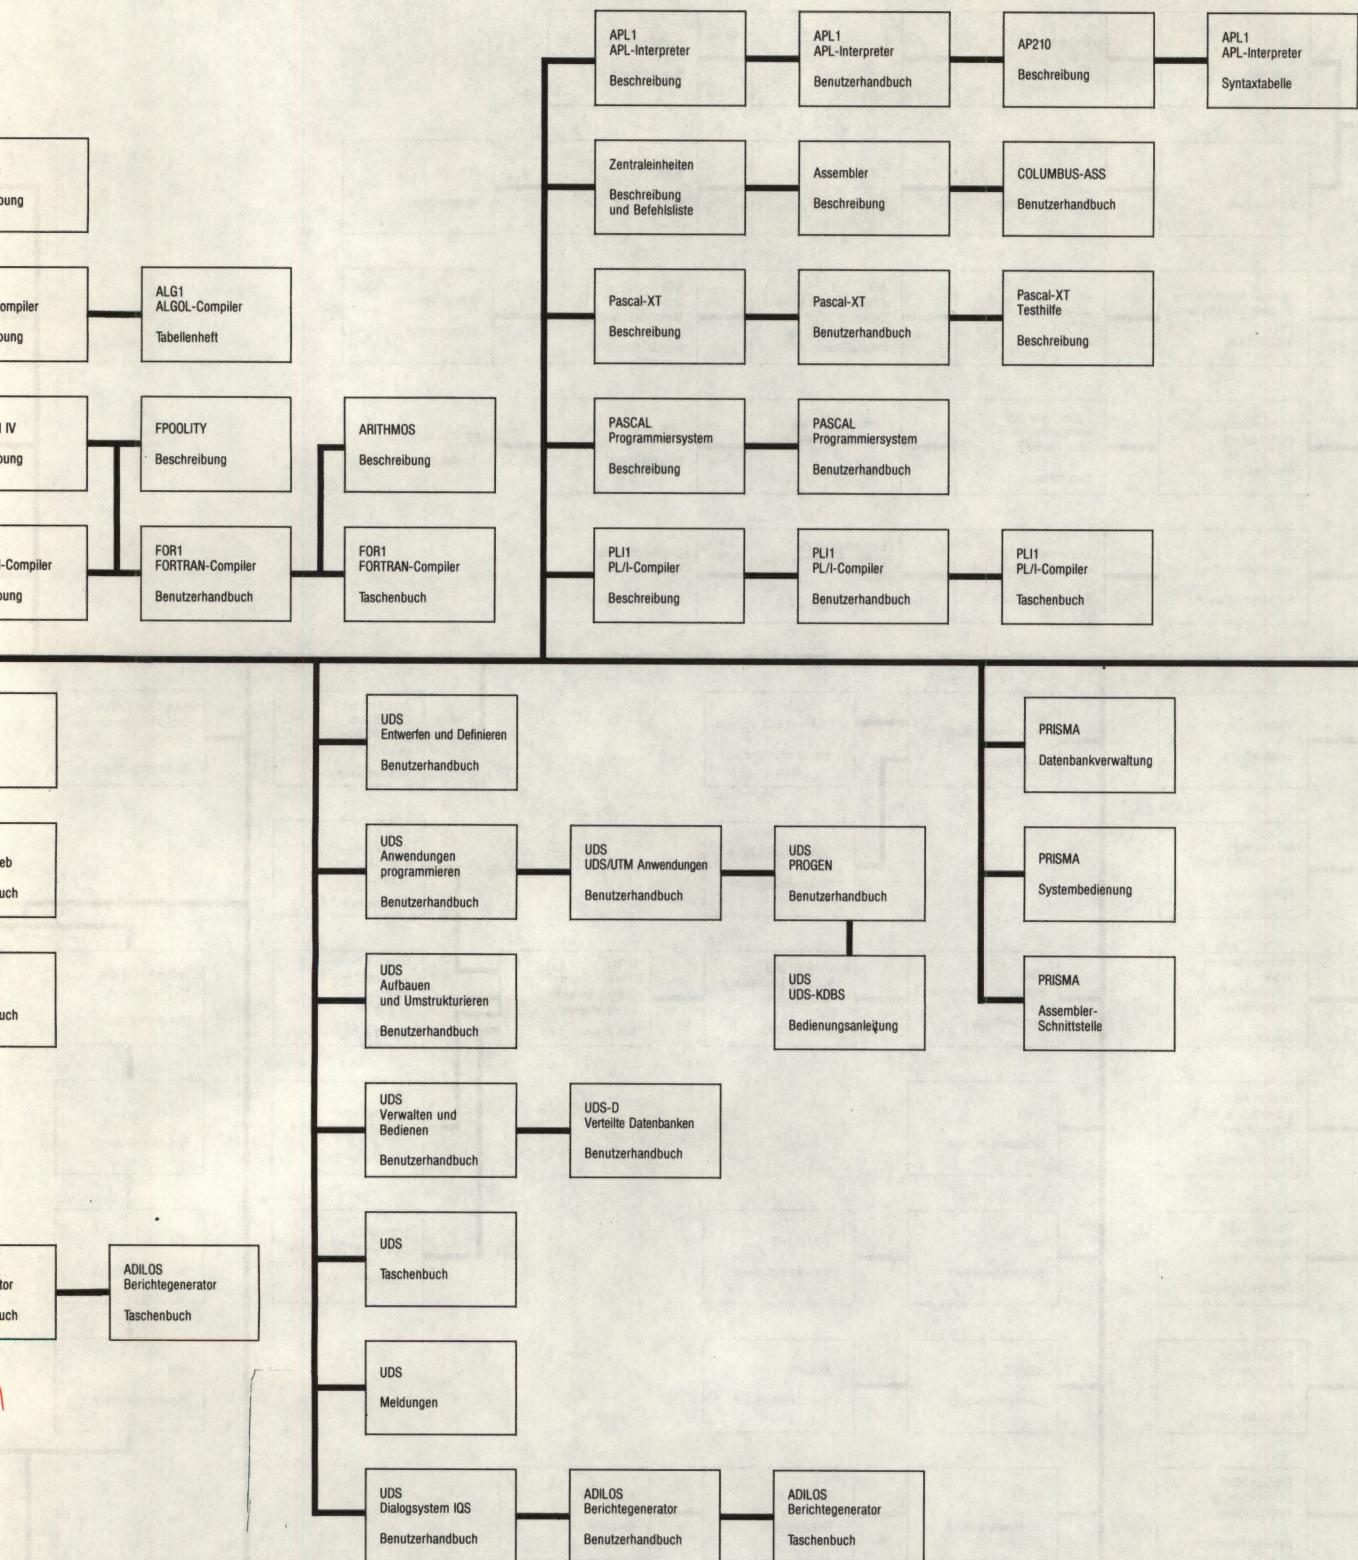 APL1
APL-Interpreter
Beschreibung
APL1
APL-Interpreter
Benutzerhandbuch
AP210
Beschreibung
APL1
APL-Interpreter
Syntaxtabelle
Zentraleinheiten
Beschreibung
und Befehlsliste
Assembler
Beschreibung
COLUMBUS-ASS
Benutzerhandbuch
ALG1
ALGOL-Compiler
Tabellenheft
Pascal-XT
Beschreibung
Pascal-XT
Benutzerhandbuch
Pascal-XT
Testhilfe
Beschreibung
IV
FPOOLITY
Beschreibung
ARITHMOS
Beschreibung
PASCAL
Programmiersystem
Beschreibung
PASCAL
Programmiersystem
Benutzerhandbuch
-Compiler
FOR1
FORTRAN-Compiler
Benutzerhandbuch
FOR1
FORTRAN-Compiler
Taschenbuch
PLI1
PL/I-Compiler
Beschreibung
PLI1
PL/I-Compiler
Benutzerhandbuch
PLI1
PL/I-Compiler
Taschenbuch
UDS
Entwerfen und Definieren
Benutzerhandbuch
PRISMA
Datenbankverwaltung
UDS
Anwendungen
programmieren
Benutzerhandbuch
UDS
UDS/UTM Anwendungen
Benutzerhandbuch
UDS
PROGEN
Benutzerhandbuch
PRISMA
Systembedienung
UDS
Aufbauen
und Umstrukturieren
Benutzerhandbuch
UDS
UDS-KDBS
Bedienungsanleitung
PRISMA
Assembler-
Schnittstelle
UDS
Verwalten und
Bedienen
Benutzerhandbuch
UDS-D
Verteilte Datenbanken
Benutzerhandbuch
ADILOS
Berichtegenerator
Taschenbuch
UDS
Taschenbuch
UDS
Meldungen
UDS
Dialogsystem IQS
Benutzerhandbuch
ADILOS
Berichtegenerator
Benutzerhandbuch
ADILOS
Berichtegenerator
Taschenbuch